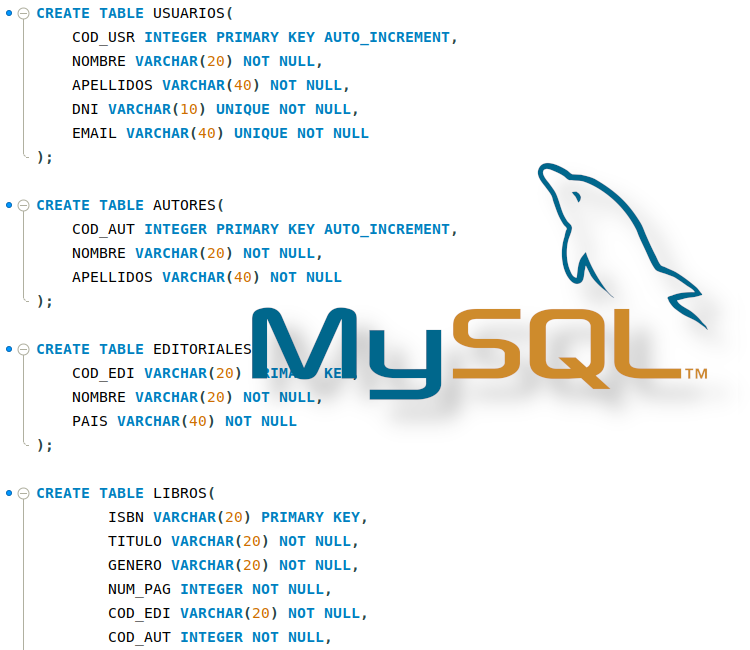 CREATE TABLE USUARIOS(
COD_USR INTEGER PRIMARY KEY AUTO_INCREMENT,
NOMBRE VARCHAR(20) NOT NULL,
APELLIDOS VARCHAR(40) NOT NULL,
DNI VARCHAR(10) UNIQUE NOT NULL,
EMAIL VARCHAR(40) UNIQUE NOT NULL
);
CREATE TABLE AUTORES(
COD_AUT INTEGER PRIMARY KEY AUTO_INCREMENT,
NOMBRE VARCHAR(20) NOT NULL,
APELLIDOS VARCHAR(40) NOT NULL
);
CREATE TABLE EDITORIALES
COD_EDI VARCHAR(20) PRIMARY KEY,
NOMBRE VARCHAR(20) NOT NULL,
PAIS VARCHAR(40) NOT NULL
);
MySQL™
CREATE TABLE LIBROS(
ISBN VARCHAR(20) PRIMARY KEY,
TITULO VARCHAR(20) NOT NULL,
GENERO VARCHAR(20) NOT NULL,
NUM_PAG INTEGER NOT NULL,
COD_EDI VARCHAR(20) NOT NULL,
COD_AUT INTEGER NOT NULL,